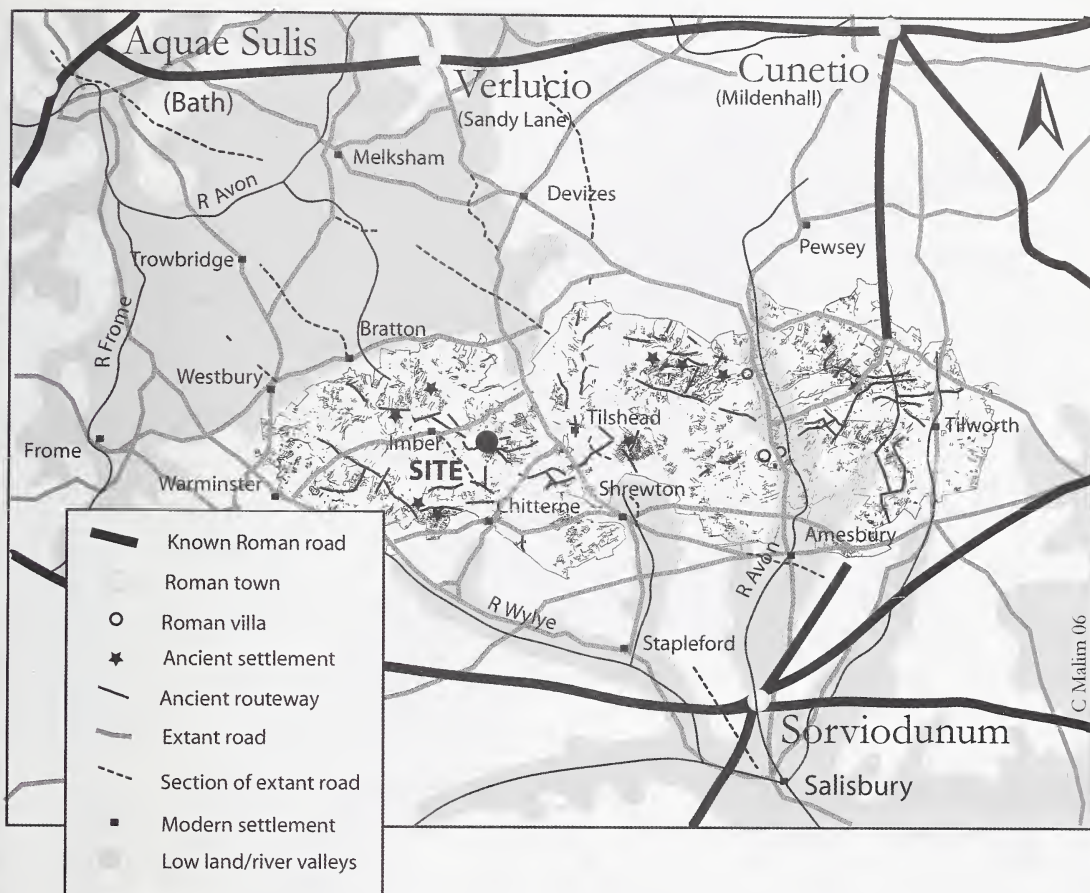 Aquae Sulis
(Bath)
Verlucio
(Sandy Lane)
Cunetio
(Mildenhall)
Melksham
R Avon
Devizes
Pewsey
Trowbridge
R Frome
Bratton
Westbury
Tilshead
Tilworth
Imber
SITE
Frome
Warminster
Shrewton
Chitterne
Amesbury
R Avon
R Wylye
Stapleford
Sorviodunum
Salisbury
C Malim 06
Known Roman road
Roman town
Roman villa
Ancient settlement
Ancient routeway
Extant road
Section of extant road
Modern settlement
Low land/river valleys